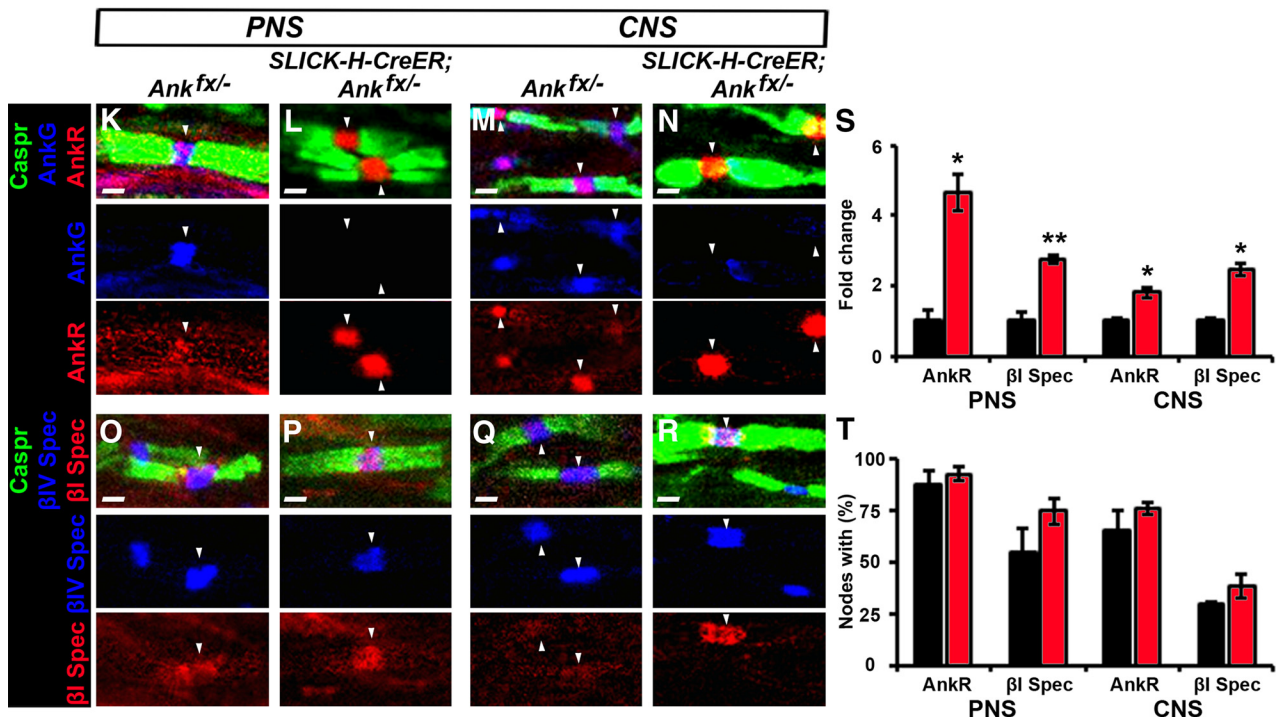 PNS CNS
Ank fx/- SLICK-H-CreER; Ank fx/- Ank fx/- SLICK-H-CreER; Ank fx/-
Caspr AnkG AnkR
K L M N
AnkG
AnkR
Caspr βIV Spec βI Spec
O P Q R
βIV Spec
βI Spec
S
Fold change
6
4
2
0
* ** * *
AnkR βI Spec AnkR βI Spec
PNS CNS
T
Nodes with (%)
100
75
50
25
0
AnkR βI Spec AnkR βI Spec
PNS CNS